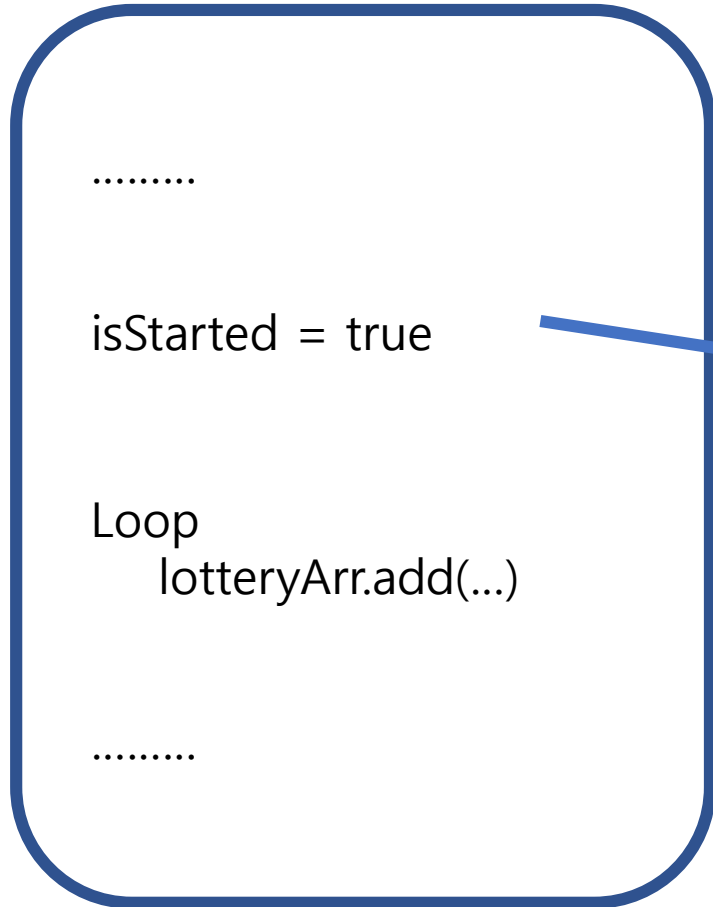 .........
isStarted = true
Loop
lotteryArr.add(...)
.........